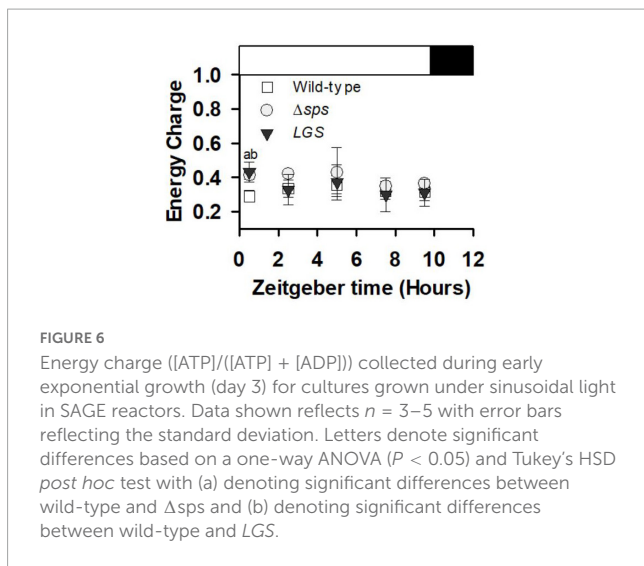 1.0
0.8
0.6
0.4
0.2
Energy Charge
Wild-type
Δsps
LGS
ab
0 2 4 6 8 10 12
Zeitgeber time (Hours)
FIGURE 6
Energy charge ([ATP]/([ATP] + [ADP])) collected during early
exponential growth (day 3) for cultures grown under sinusoidal light
in SAGE reactors. Data shown reflects n = 3–5 with error bars
reflecting the standard deviation. Letters denote significant
differences based on a one-way ANOVA (P < 0.05) and Tukey's HSD
post hoc test with (a) denoting significant differences between
wild-type and Δsps and (b) denoting significant differences
between wild-type and LGS.